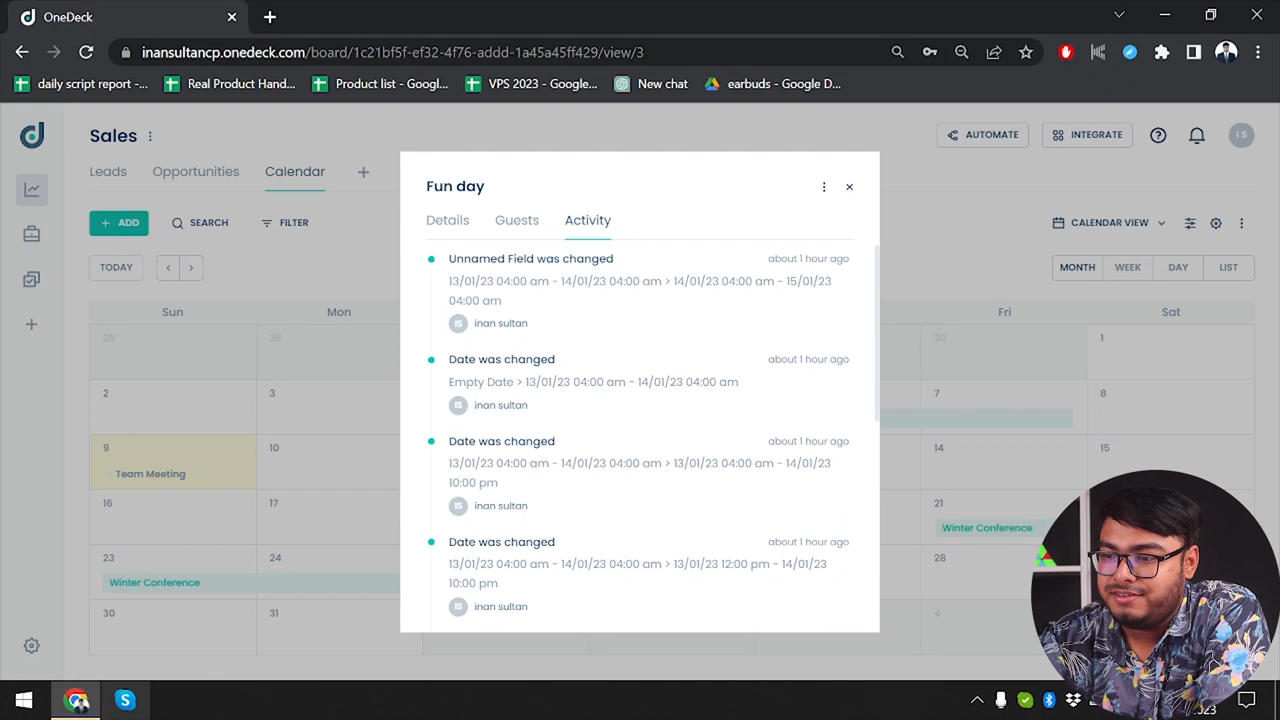 OneDeck
inansultancp.onedeck.com/board/1c21bf5f-ef32-4f76-addd-1a45a45ff429/view/3
daily script report -...
Real Product Hand...
Product list - Googl...
VPS 2023 - Google...
New chat
earbuds - Google D...
Sales
AUTOMATE
INTEGRATE
IS
Leads
Opportunities
Calendar
ADD
SEARCH
FILTER
CALENDAR VIEW
TODAY
MONTH
WEEK
DAY
LIST
Sun
Mon
Fri
Sat
25
26
30
1
2
3
7
8
9
10
14
15
Team Meeting
16
17
21
Winter Conference
23
24
28
Winter Conference
30
31
4
Fun day
Details
Guests
Activity
Unnamed Field was changed
about 1 hour ago
13/01/23 04:00 am - 14/01/23 04:00 am > 14/01/23 04:00 am - 15/01/23
04:00 am
IS inan sultan
Date was changed
about 1 hour ago
Empty Date > 13/01/23 04:00 am - 14/01/23 04:00 am
IS inan sultan
Date was changed
about 1 hour ago
13/01/23 04:00 am - 14/01/23 04:00 am > 13/01/23 04:00 am - 14/01/23
10:00 pm
IS inan sultan
Date was changed
about 1 hour ago
13/01/23 04:00 am - 14/01/23 04:00 am > 13/01/23 12:00 pm - 14/01/23
10:00 pm
IS inan sultan